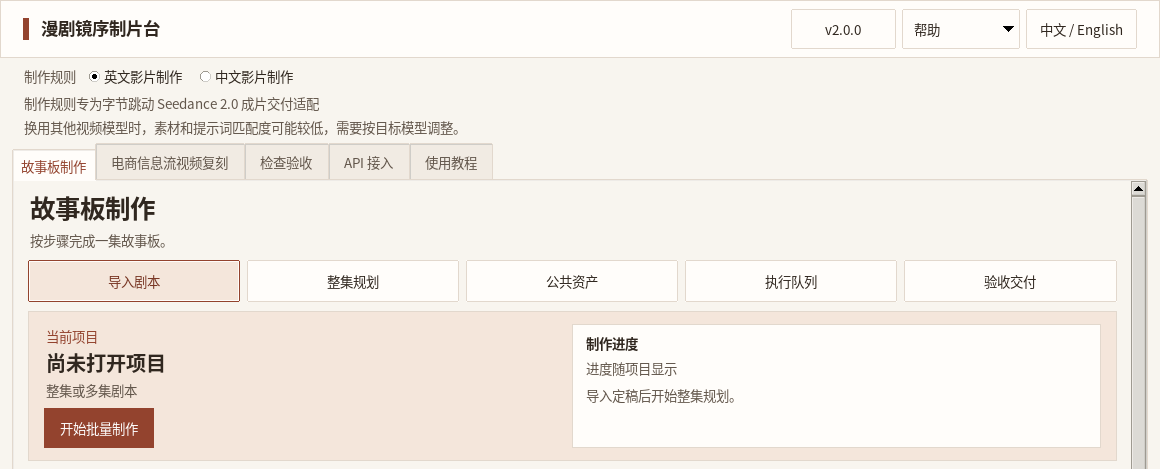 漫剧镜序制片台
v2.0.0
帮助
中文 / English
制作规则 英文影片制作 中文影片制作
制作规则专为字节跳动 Seedance 2.0 成片交付适配
换用其他视频模型时，素材和提示词匹配度可能较低，需要按目标模型调整。
故事板制作 电商信息流视频复刻 检查验收 API 接入 使用教程
故事板制作
按步骤完成一集故事板。
导入剧本 整集规划 公共资产 执行队列 验收交付
当前项目
尚未打开项目
整集或多集剧本
开始批量制作
制作进度
进度随项目显示
导入定稿后开始整集规划。